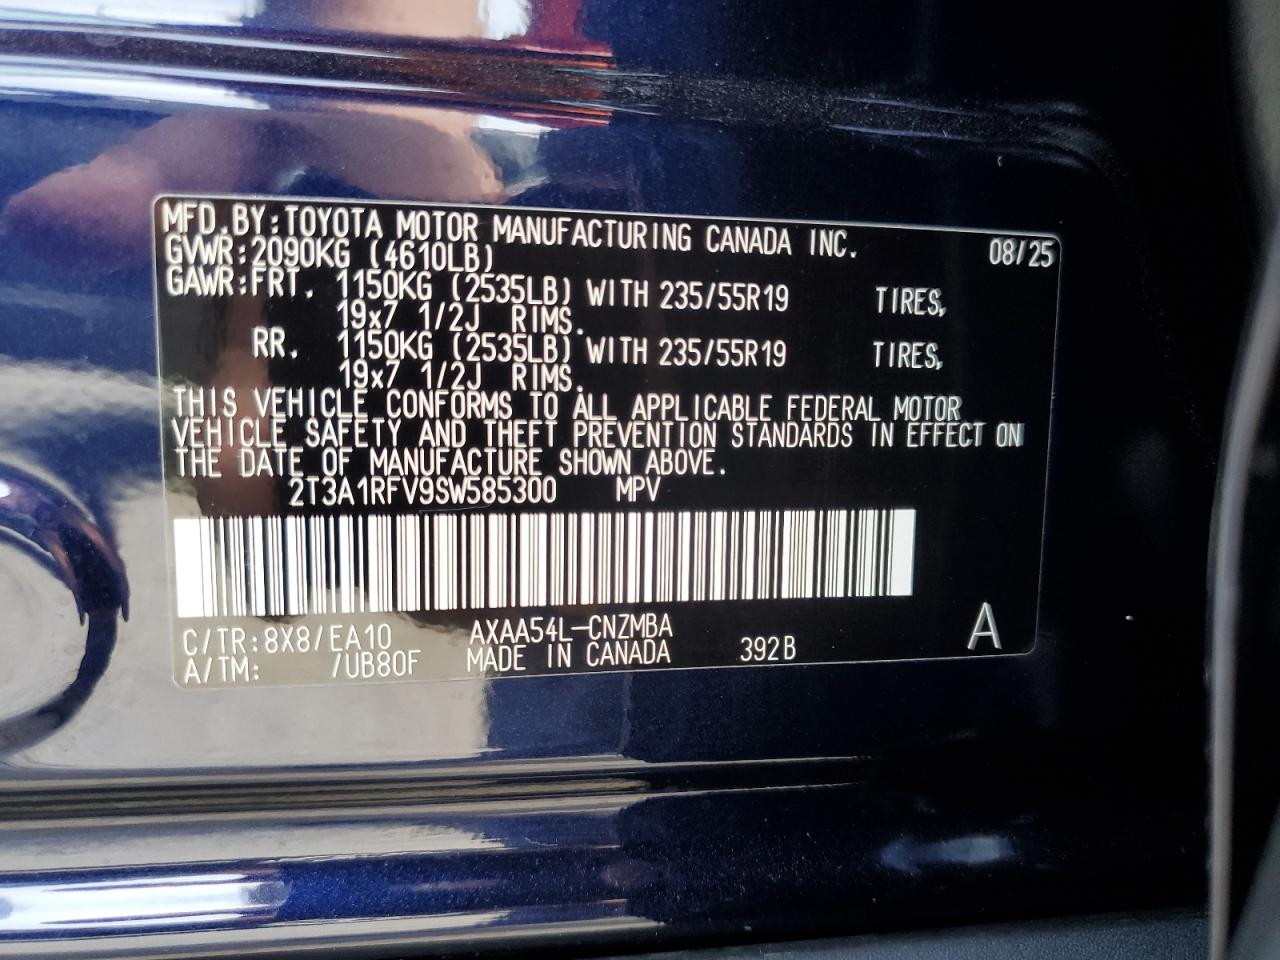 MFD.BY:TOYOTA MOTOR MANUFACTURING CANADA INC. 08/25
GVWR:2090KG (4610LB)
GAWR:FRT. 1150KG (2535LB) WITH 235/55R19 TIRES,
19x7 1/2J RIMS.
RR. 1150KG (2535LB) WITH 235/55R19 TIRES,
19x7 1/2J RIMS.
THIS VEHICLE CONFORMS TO ALL APPLICABLE FEDERAL MOTOR
VEHICLE SAFETY AND THEFT PREVENTION STANDARDS IN EFFECT ON
THE DATE OF MANUFACTURE SHOWN ABOVE.
2T3A1RFV9SW585300 MPV
C/TR:8X8/EA10 AXAA54L-CNZMBA
A/TM: /UB80F MADE IN CANADA 392B A